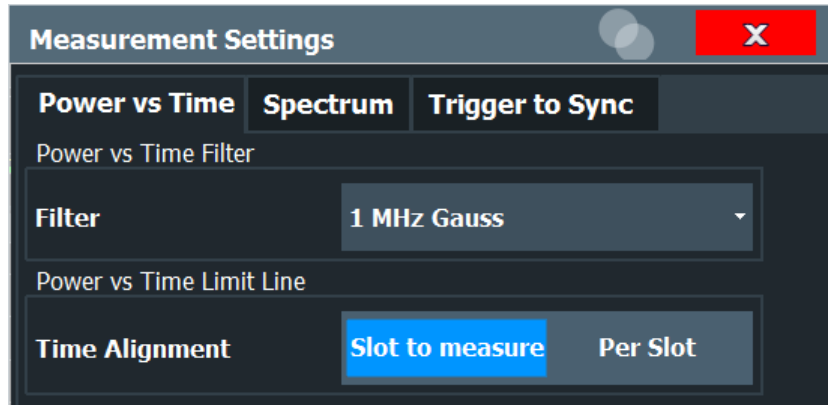 Measurement Settings X
Power vs Time Spectrum Trigger to Sync
Power vs Time Filter
Filter 1 MHz Gauss
Power vs Time Limit Line
Time Alignment Slot to measure Per Slot